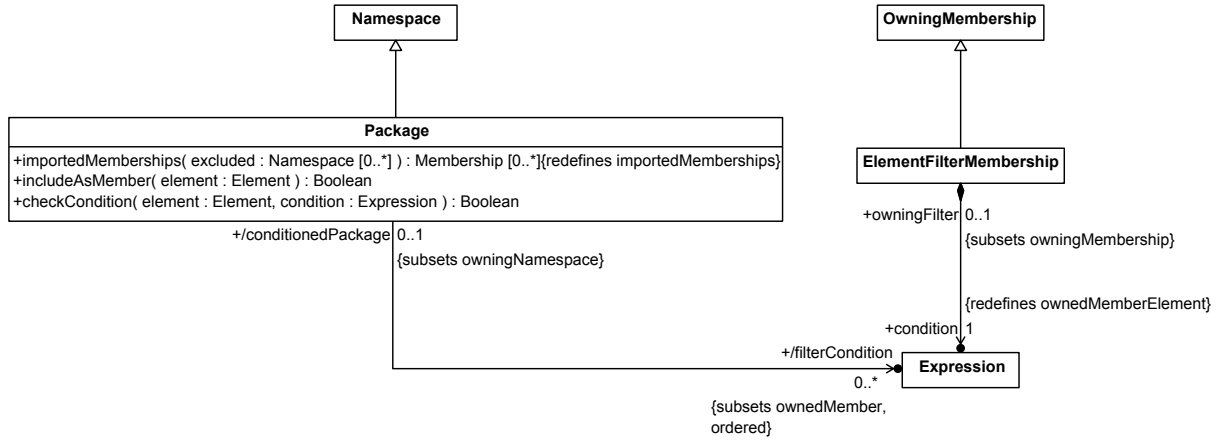 Namespace
OwningMembership
Package
+importedMemberships( excluded : Namespace [0..*] ) : Membership [0..*]{redefines importedMemberships}
+includeAsMember( element : Element ) : Boolean
+checkCondition( element : Element, condition : Expression ) : Boolean
ElementFilterMembership
+/conditionedPackage 0..1
{subsets owningNamespace}
+owningFilter 0..1
{subsets owningMembership}
{redefines ownedMemberElement}
+condition 1
+/filterCondition
0..*
{subsets ownedMember,
ordered}
Expression